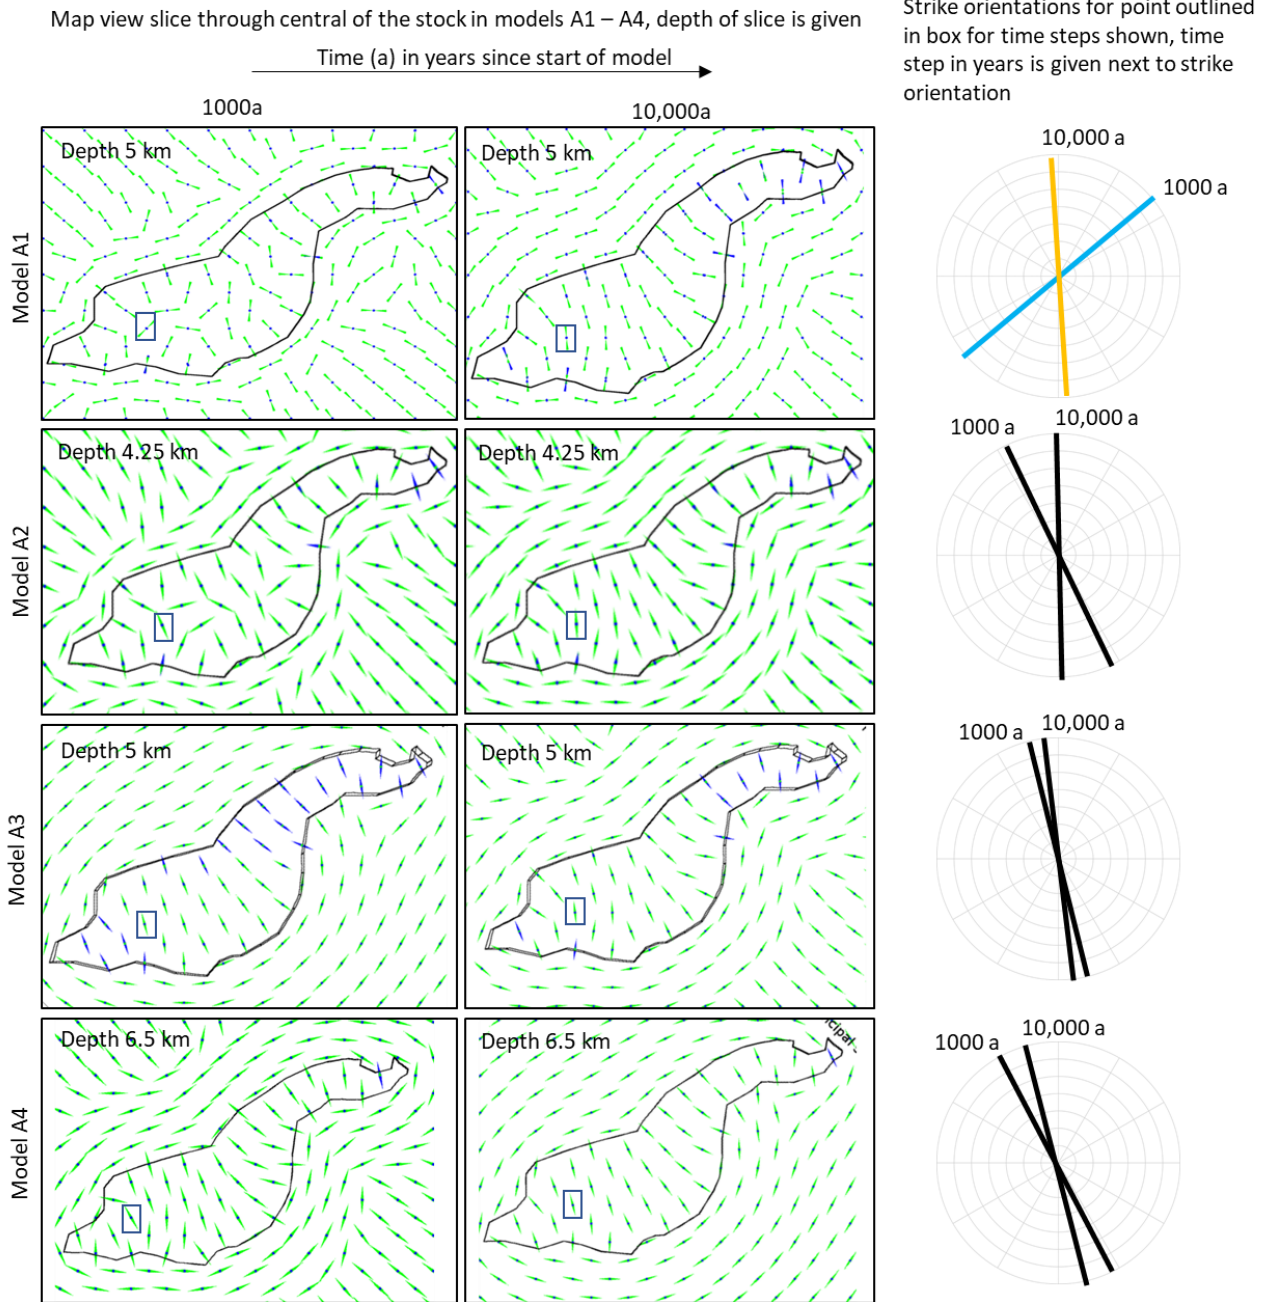 Map view slice through central of the stock in models A1 – A4, depth of slice is given
Time (a) in years since start of model
1000a
10,000a
Strike orientations for point outlined
in box for time steps shown, time
step in years is given next to strike
orientation
Model A1
Depth 5 km
Depth 5 km
10,000 a
1000 a
Model A2
Depth 4.25 km
Depth 4.25 km
1000 a
10,000 a
Model A3
Depth 5 km
Depth 5 km
1000 a
10,000 a
Model A4
Depth 6.5 km
Depth 6.5 km
cipal
1000 a
10,000 a